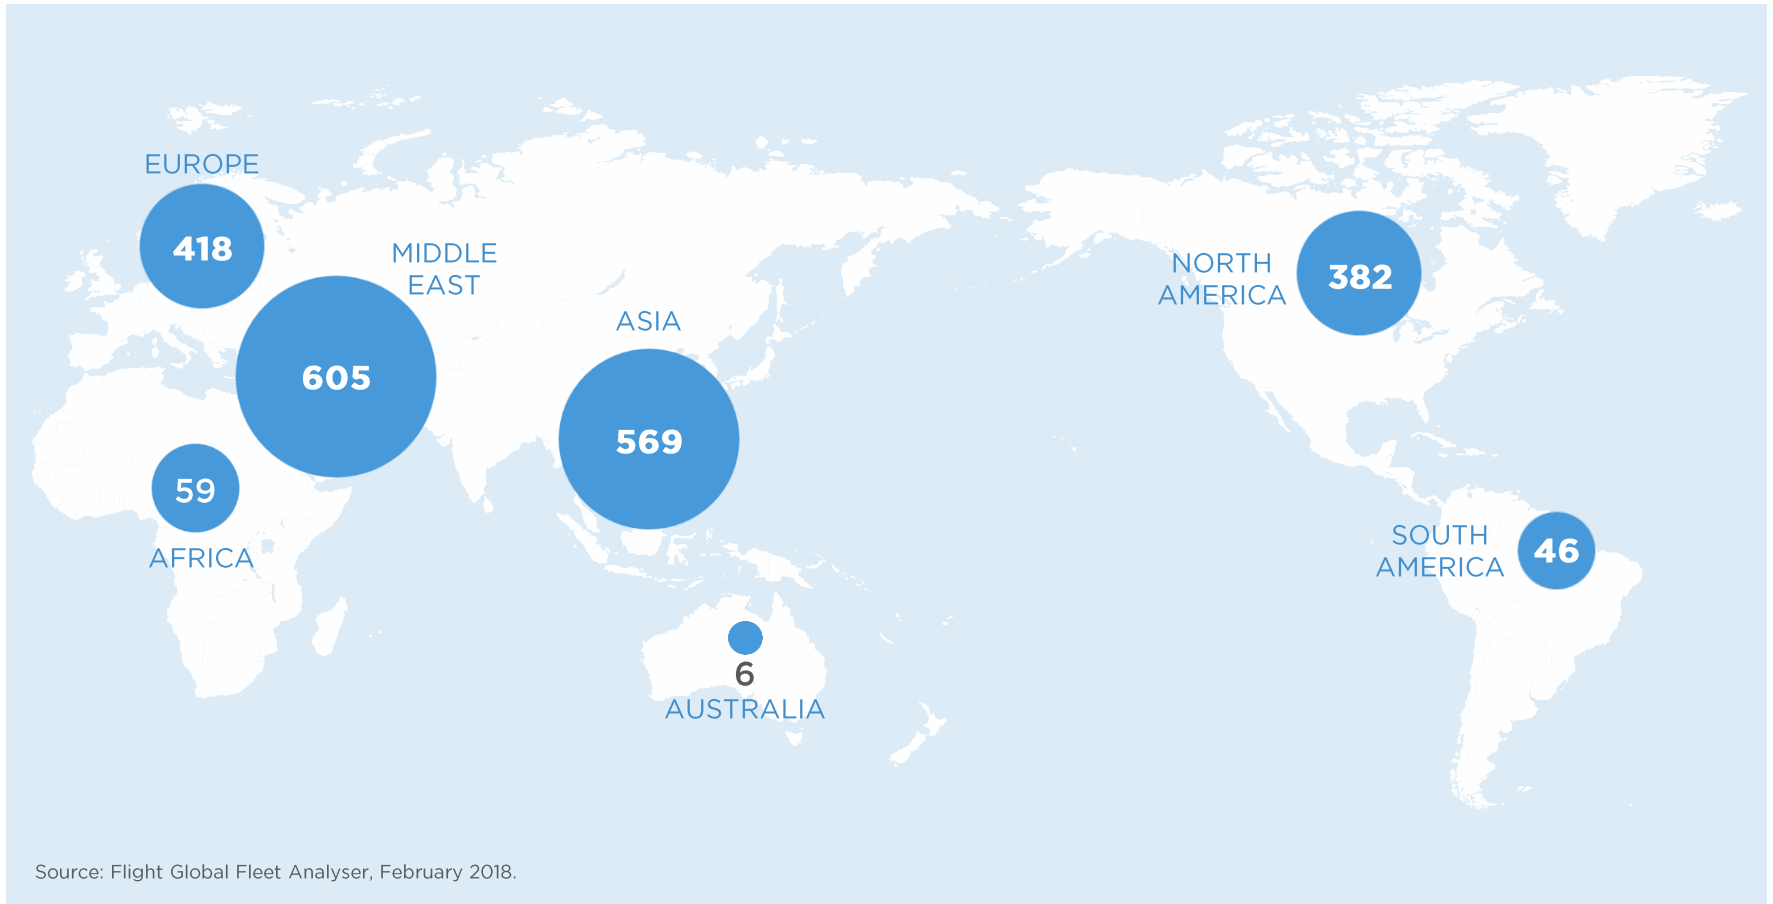 EUROPE
418
MIDDLE
EAST
605
ASIA
569
59
AFRICA
6
AUSTRALIA
NORTH
AMERICA
382
SOUTH
AMERICA
46
Source: Flight Global Fleet Analyser, February 2018.